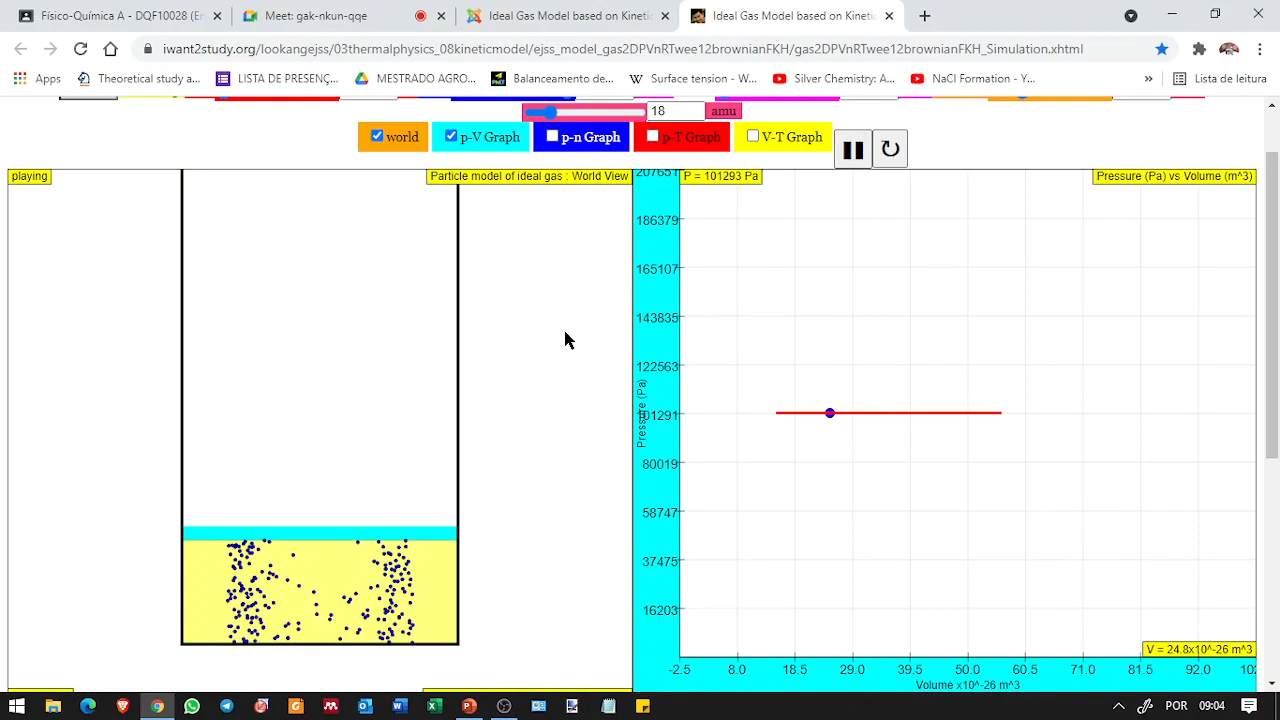 Físico-Química - DQF10028 (En
Meet: gak-nkun-qqe
Ideal Gas Model based on Kinetic
Ideal Gas Model based on Kinetic
iwant2study.org/lookangejss/03thermalphysics_08kineticmodel/ejss_model_gas2DPVnRTwee12brownianFKH/gas2DPVnRTwee12brownianFKH_Simulation.xhtml
Apps
Theoretical study a...
LISTA DE PRESENÇ...
MESTRADO AGRO...
Balanceamento de...
Surface tension - W...
Silver Chemistry: A...
NaCl Formation - Y...
»
Lista de leitura
18
amu
world
p-V Graph
p-n Graph
p-T Graph
V-T Graph
playing
Particle model of ideal gas : World View
P = 101293 Pa
Pressure (Pa) vs Volume (m^3)
207651
186379
165107
143835
122563
101291
80019
58747
37475
16203
Pressure (Pa)
V = 24.8x10^-26 m^3
-2.5
8.0
18.5
29.0
39.5
50.0
60.5
71.0
81.5
92.0
Volume x10^-26 m^3
POR
09:04